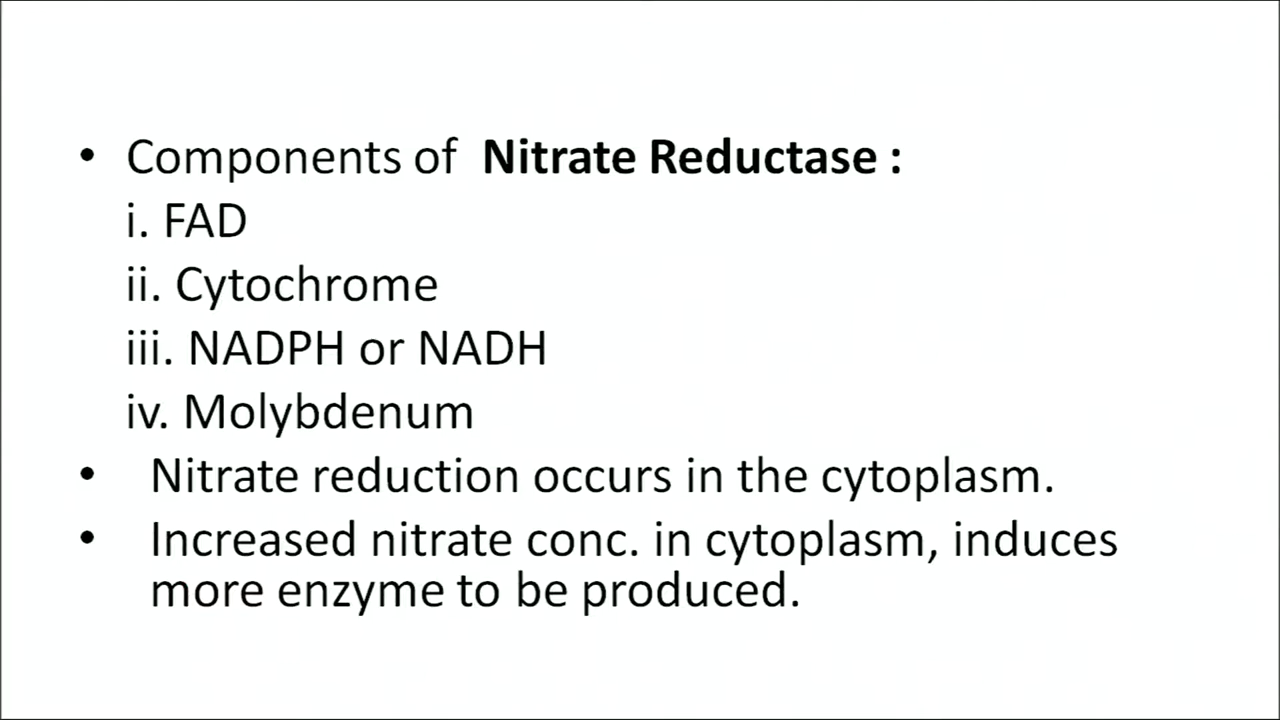 • Components of Nitrate Reductase :
i. FAD
ii. Cytochrome
iii. NADPH or NADH
iv. Molybdenum
• Nitrate reduction occurs in the cytoplasm.
• Increased nitrate conc. in cytoplasm, induces
more enzyme to be produced.